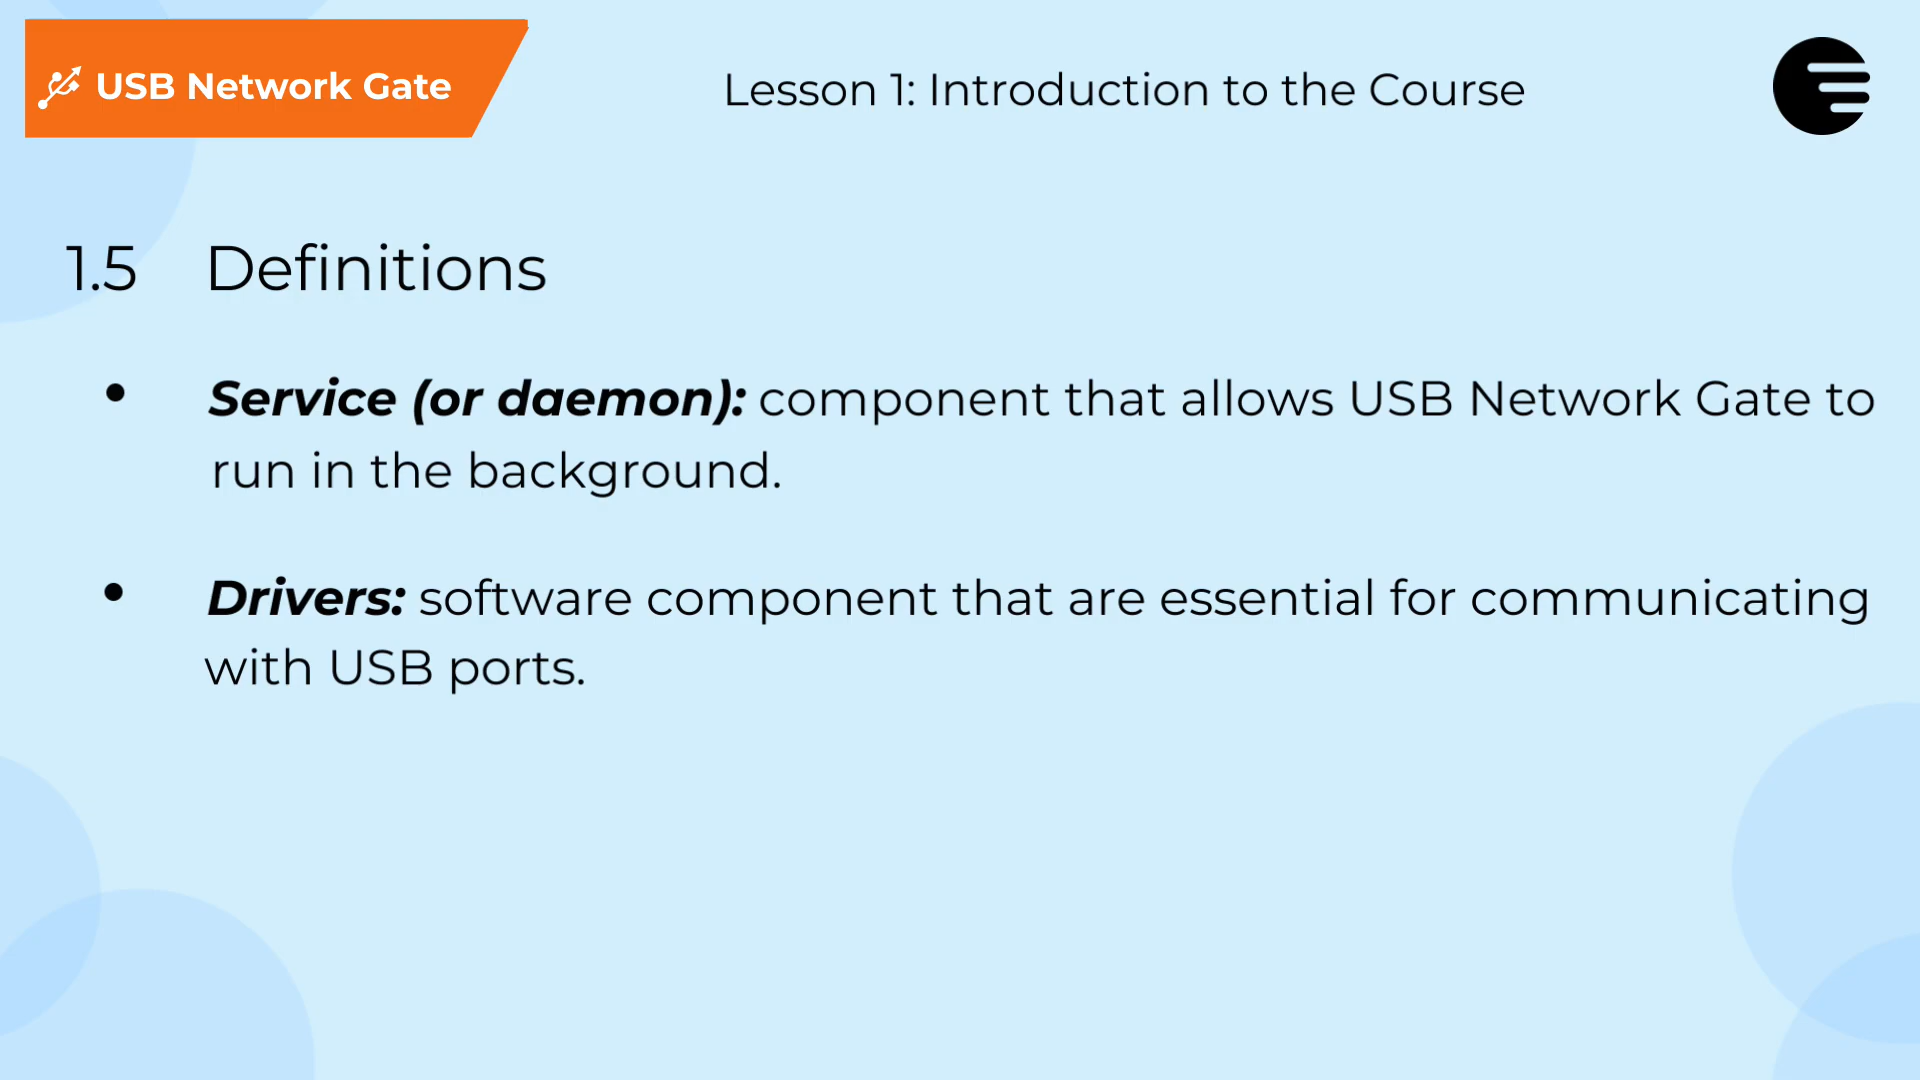 USB Network Gate
Lesson 1: Introduction to the Course
1.5 Definitions
• Service (or daemon): component that allows USB Network Gate to
run in the background.
• Drivers: software component that are essential for communicating
with USB ports.